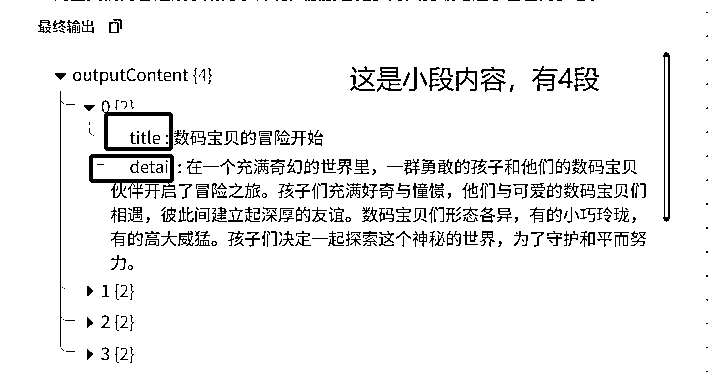 最终输出
outputContent {4}
这是小段内容，有4段
0 {2}
title : 数码宝贝的冒险开始
detai : 在一个充满奇幻的世界里，一群勇敢的孩子和他们的数码宝贝
伙伴开启了冒险之旅。孩子们充满好奇与憧憬，他们与可爱的数码宝贝们
相遇，彼此间建立起深厚的友谊。数码宝贝们形态各异，有的小巧玲珑，
有的高大威猛。孩子们决定一起探索这个神秘的世界，为了守护和平而努
力。
1 {2}
2 {2}
3 {2}